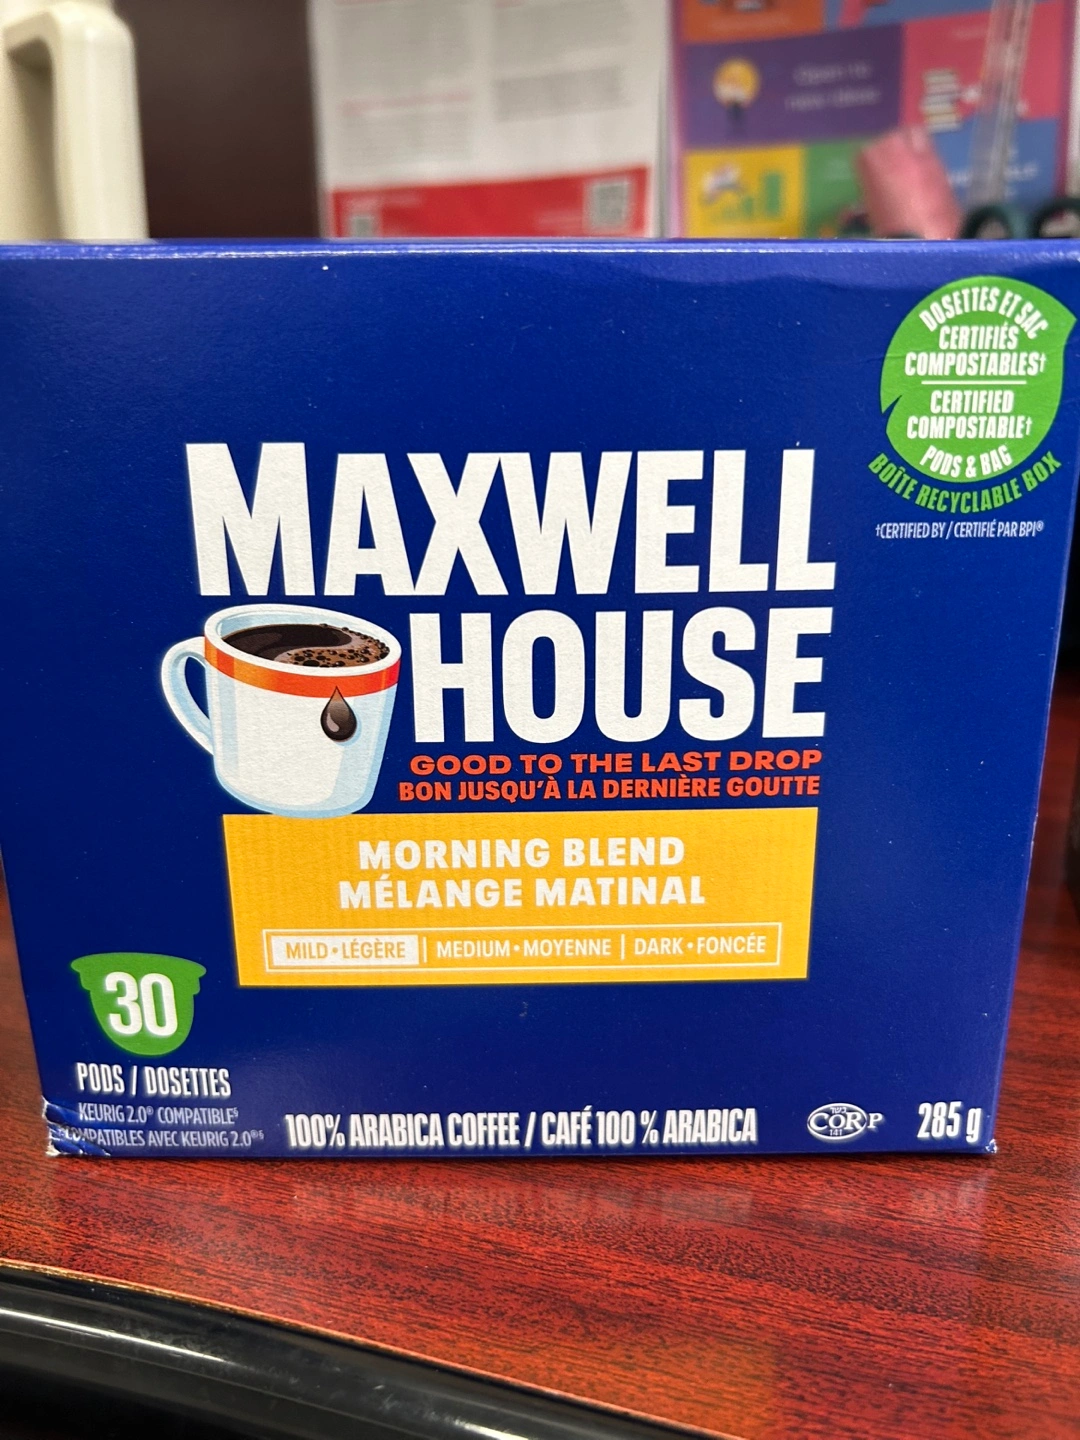 DOSETTES ET SAC
CERTIFIÉS
COMPOSTABLES†
CERTIFIED
COMPOSTABLE†
PODS & BAG
BOÎTE RECYCLABLE BOX
†CERTIFIED BY / CERTIFIÉ PAR BPI®
MAXWELL
HOUSE
GOOD TO THE LAST DROP
BON JUSQU'À LA DERNIÈRE GOUTTE
MORNING BLEND
MÉLANGE MATINAL
MILD • LÉGÈRE | MEDIUM • MOYENNE | DARK • FONCÉE
30
PODS / DOSETTES
KEURIG 2.0® COMPATIBLE§
COMPATIBLES AVEC KEURIG 2.0®§
100% ARABICA COFFEE / CAFÉ 100 % ARABICA
כשר
COR P
141
285 g